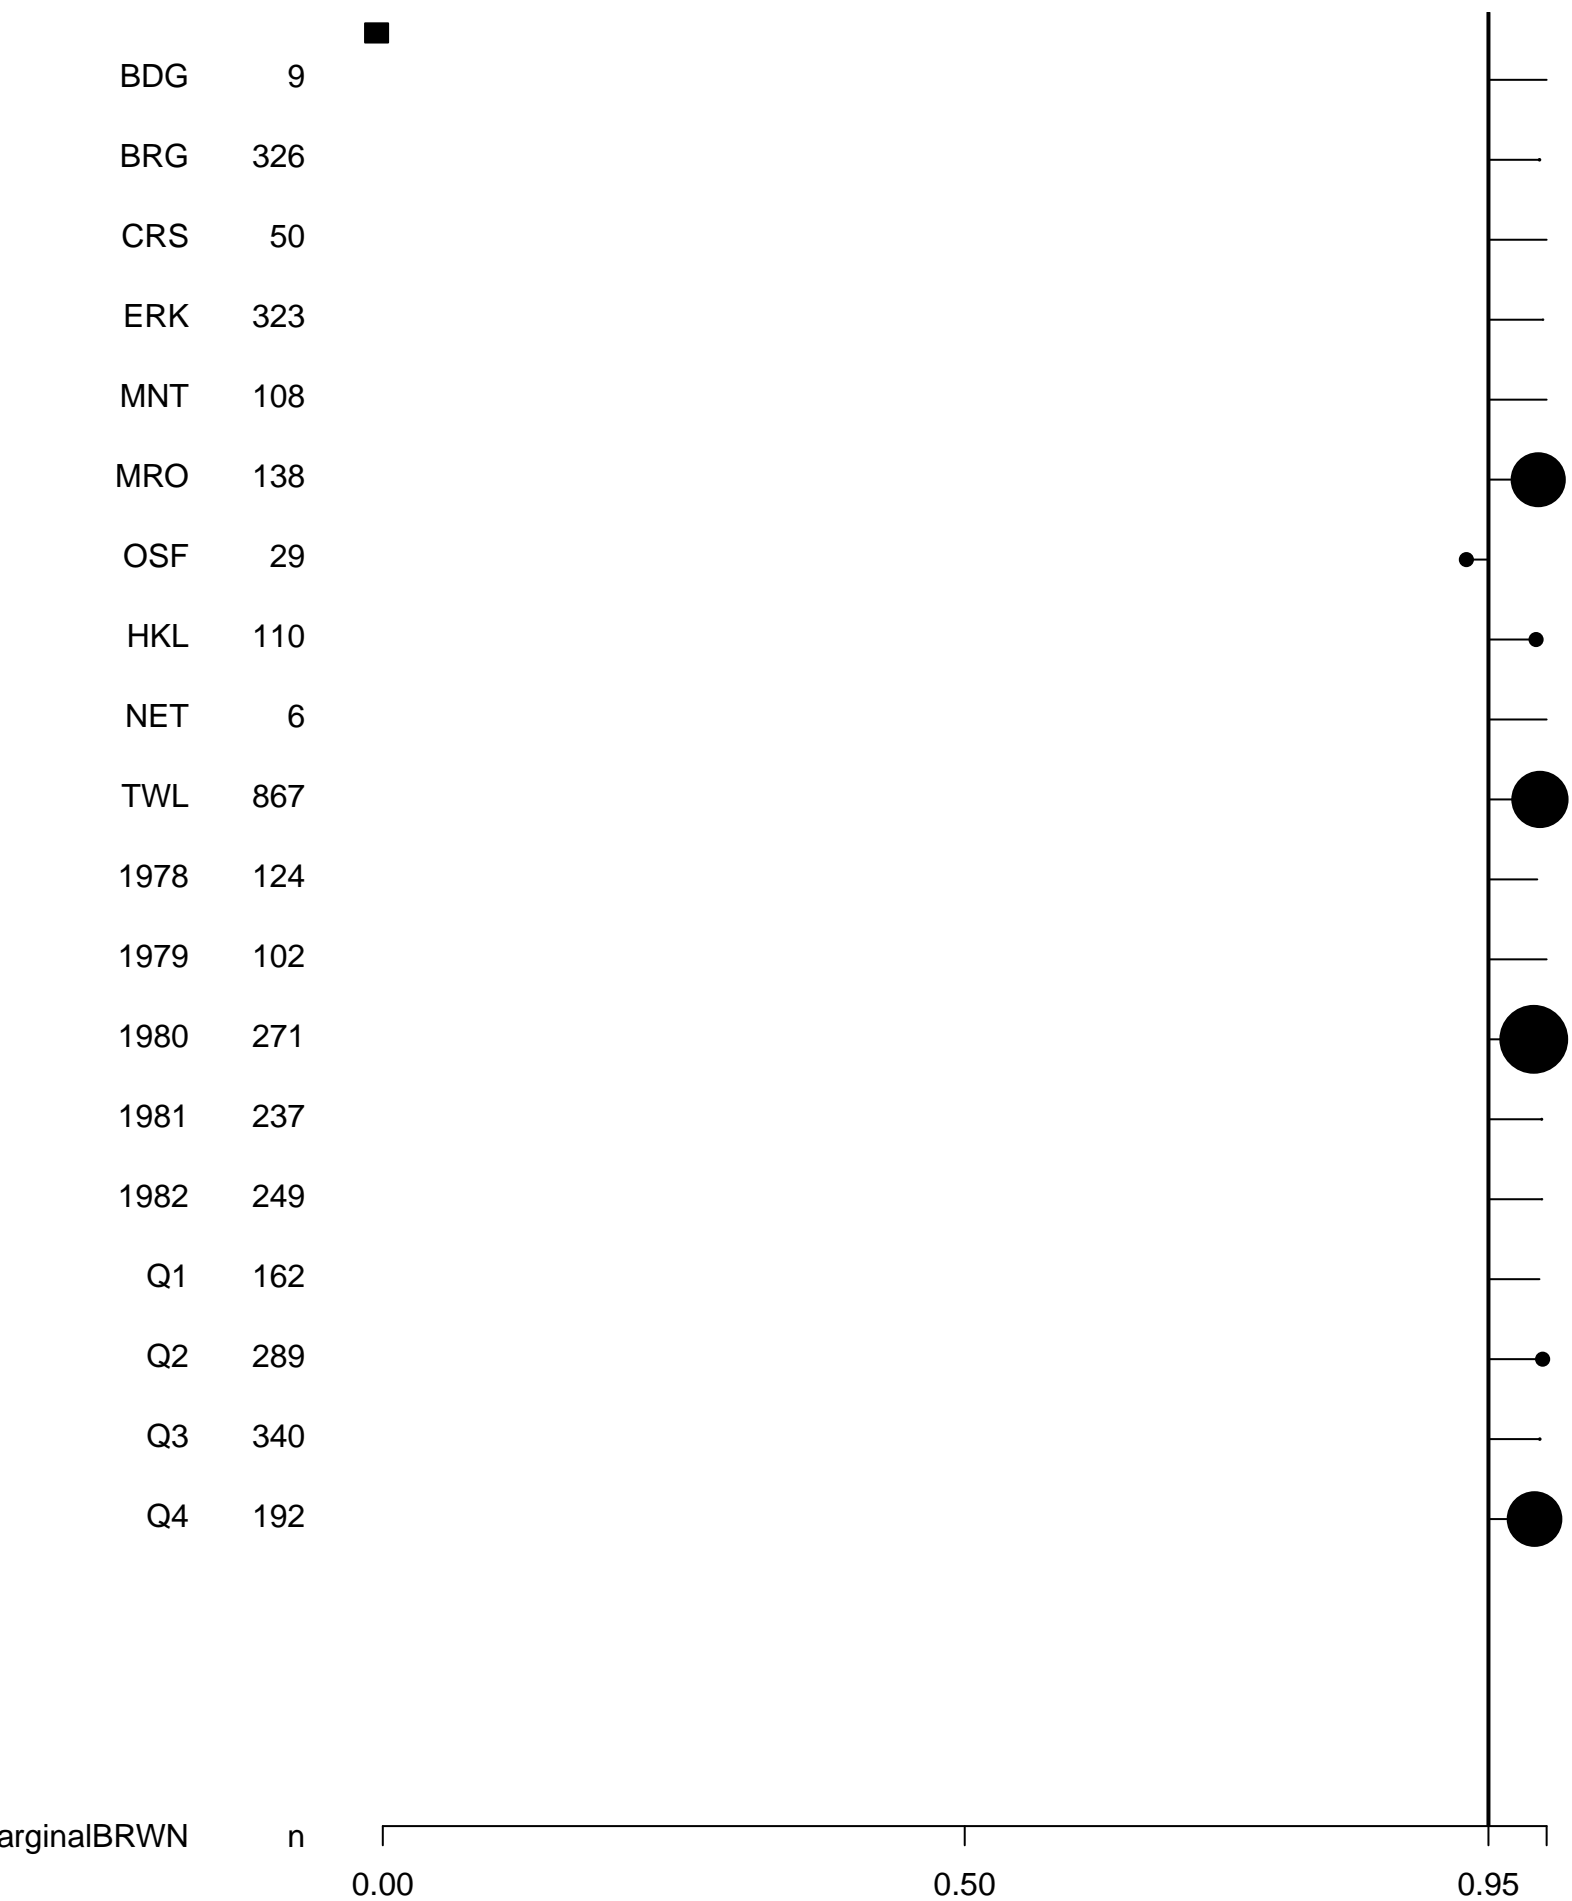 BDG 9
BRG 326
CRS 50
ERK 323
MNT 108
MRO 138
OSF 29
HKL 110
NET 6
TWL 867
1978 124
1979 102
1980 271
1981 237
1982 249
Q1 162
Q2 289
Q3 340
Q4 192
arginalBRWN n
0.00 0.50 0.95